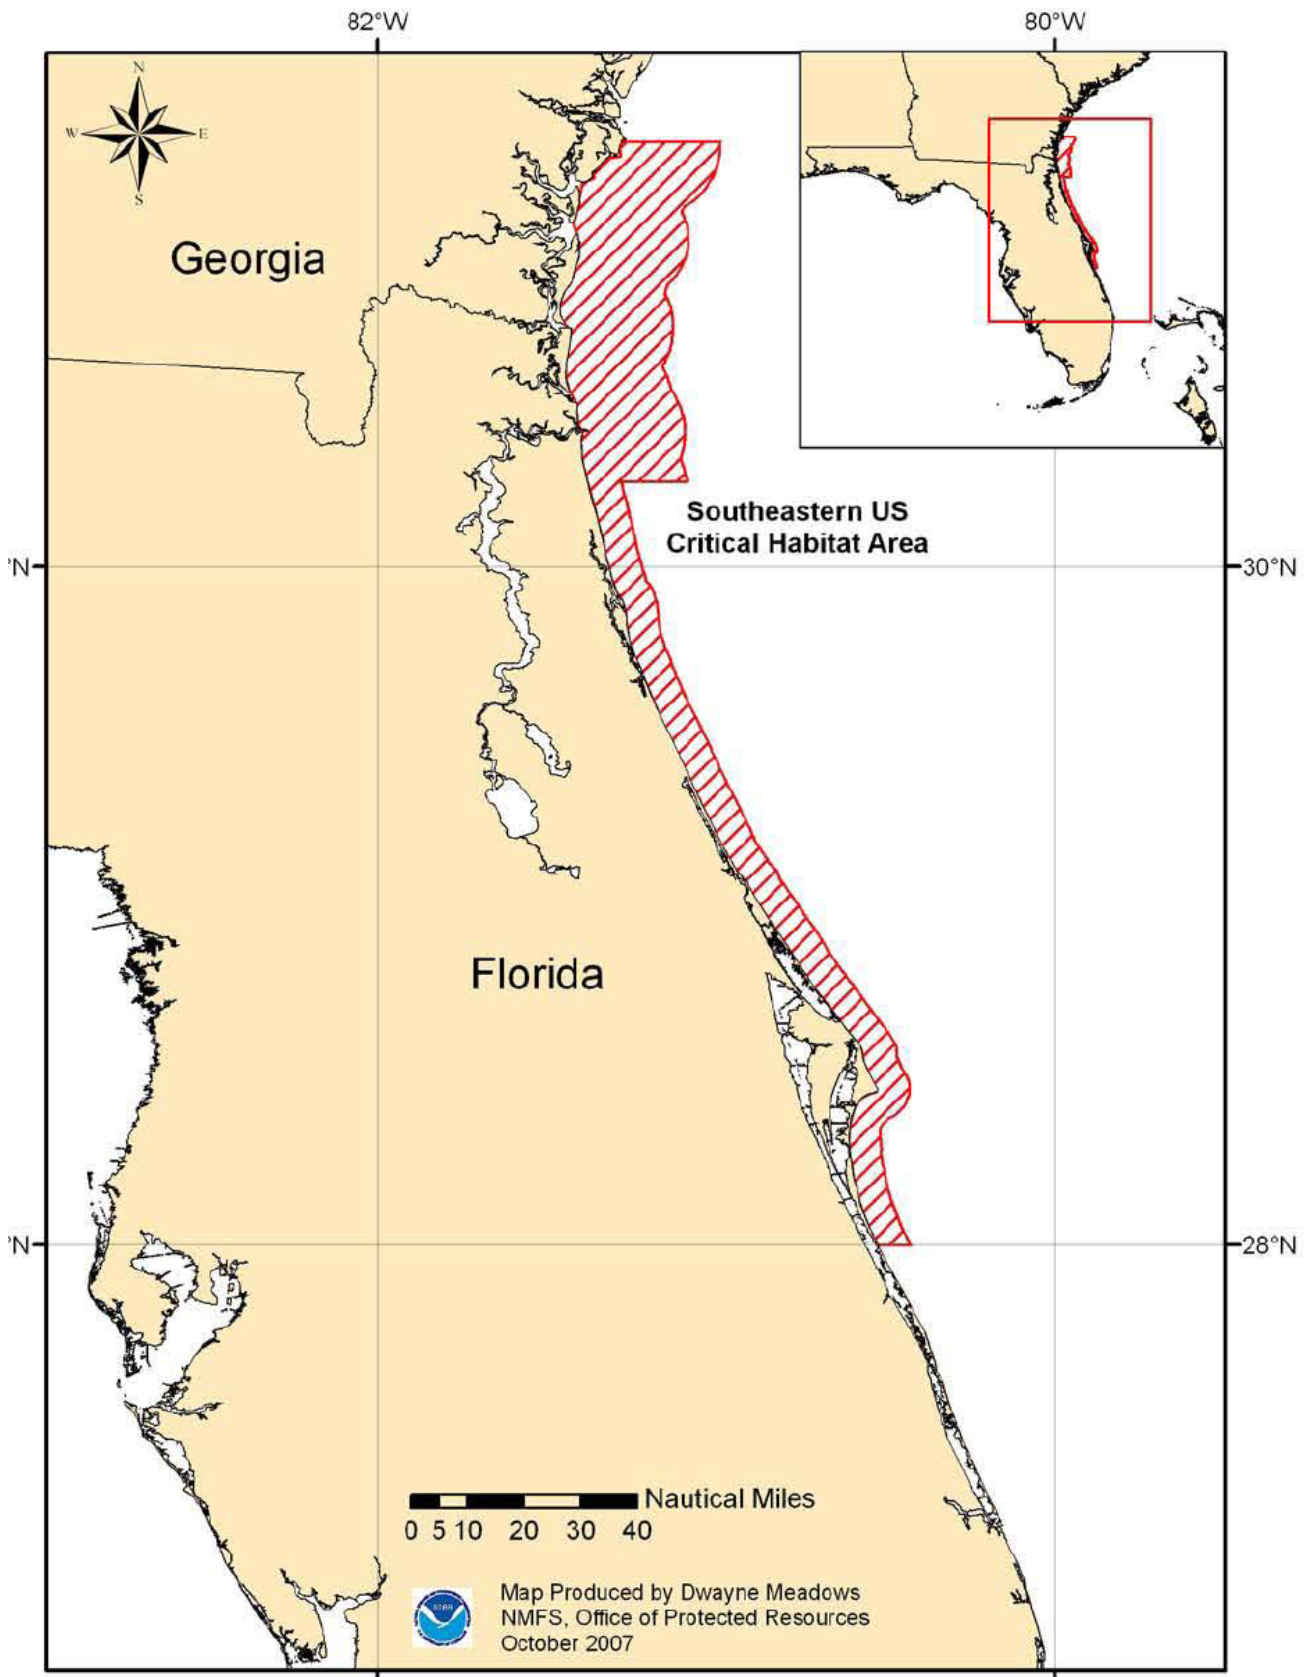 82°W
80°W
N
W
E
S
Georgia
Southeastern US
Critical Habitat Area
°N
30°N
Florida
°N
28°N
Nautical Miles
0 5 10 20 30 40
Map Produced by Dwayne Meadows
NMFS, Office of Protected Resources
October 2007
NOAA